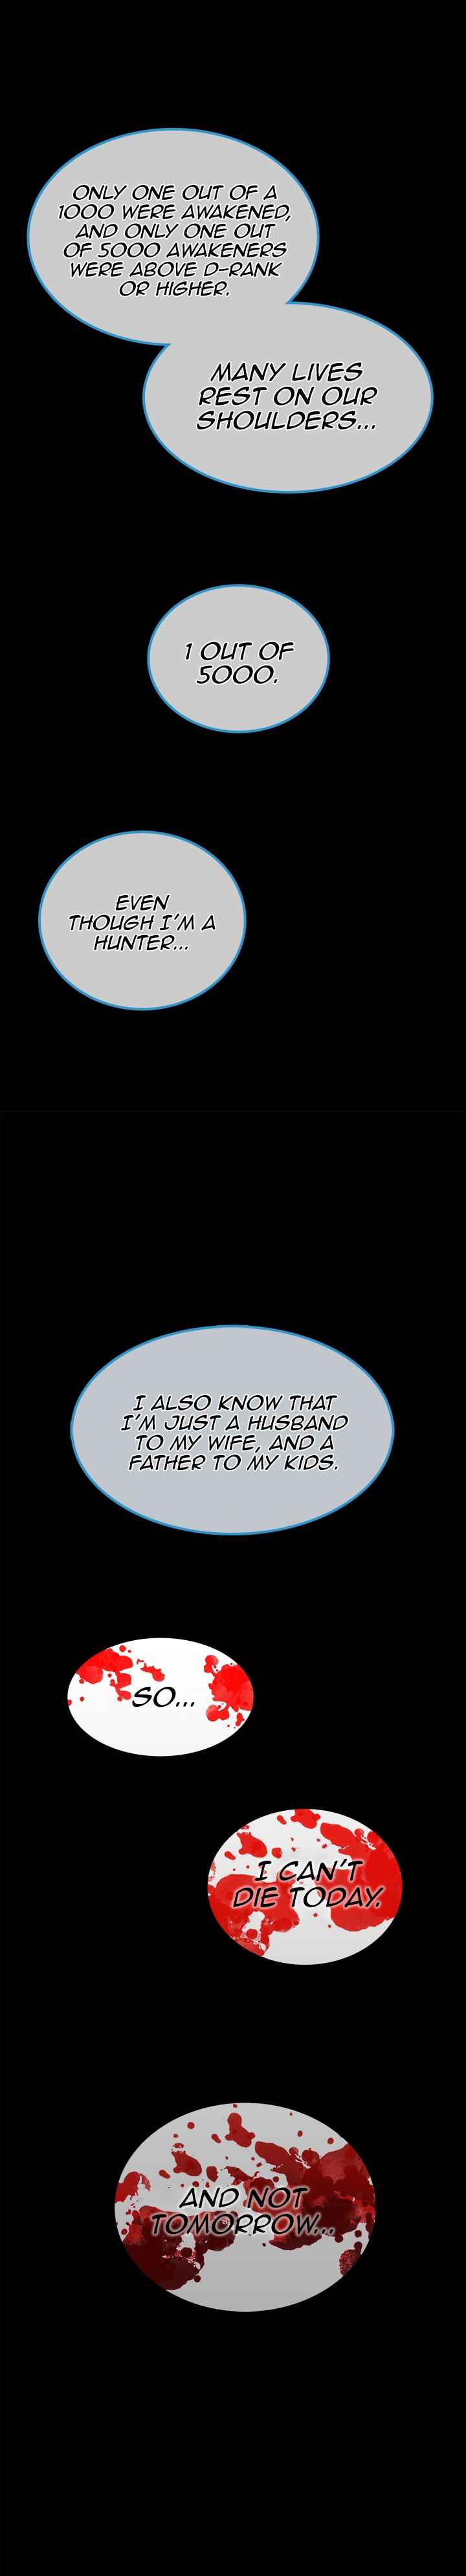 ONLY ONE OUT OF A
1000 WERE AWAKENED,
AND ONLY ONE OUT
OF 5000 AWAKENERS
WERE ABOVE D-RANK
OR HIGHER.
MANY LIVES
REST ON OUR
SHOULDERS...
1 OUT OF
5000.
EVEN
THOUGH I'M A
HUNTER...
I ALSO KNOW THAT
I'M JUST A HUSBAND
TO MY WIFE, AND A
FATHER TO MY KIDS.
SO...
I CAN'T
DIE TODAY.
AND NOT
TOMORROW...